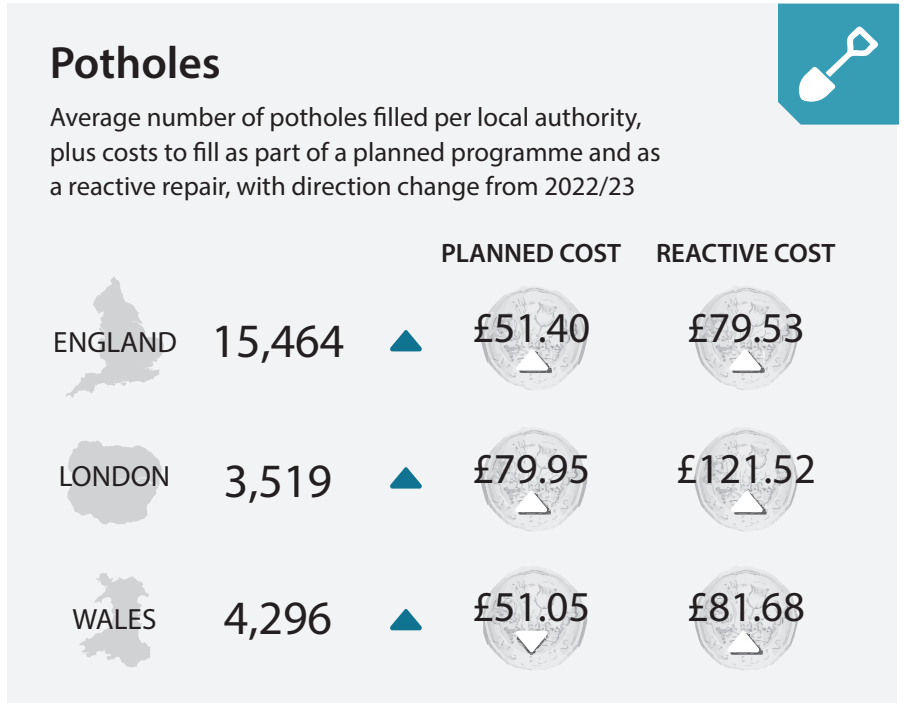 Potholes
Average number of potholes filled per local authority,
plus costs to fill as part of a planned programme and as
a reactive repair, with direction change from 2022/23
PLANNED COST REACTIVE COST
ENGLAND 15,464 £51.40 £79.53
LONDON 3,519 £79.95 £121.52
WALES 4,296 £51.05 £81.68